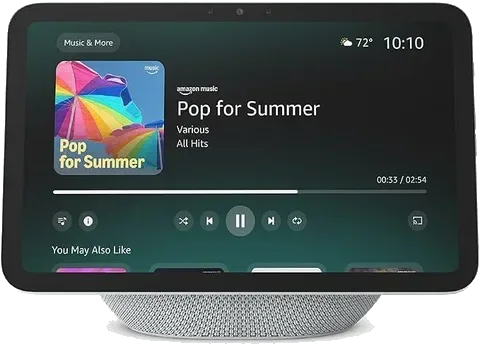 Music & More
72°
10:10
music
Pop
for Summer
amazon music
Pop for Summer
Various
All Hits
00:33 / 02:54
You May Also Like